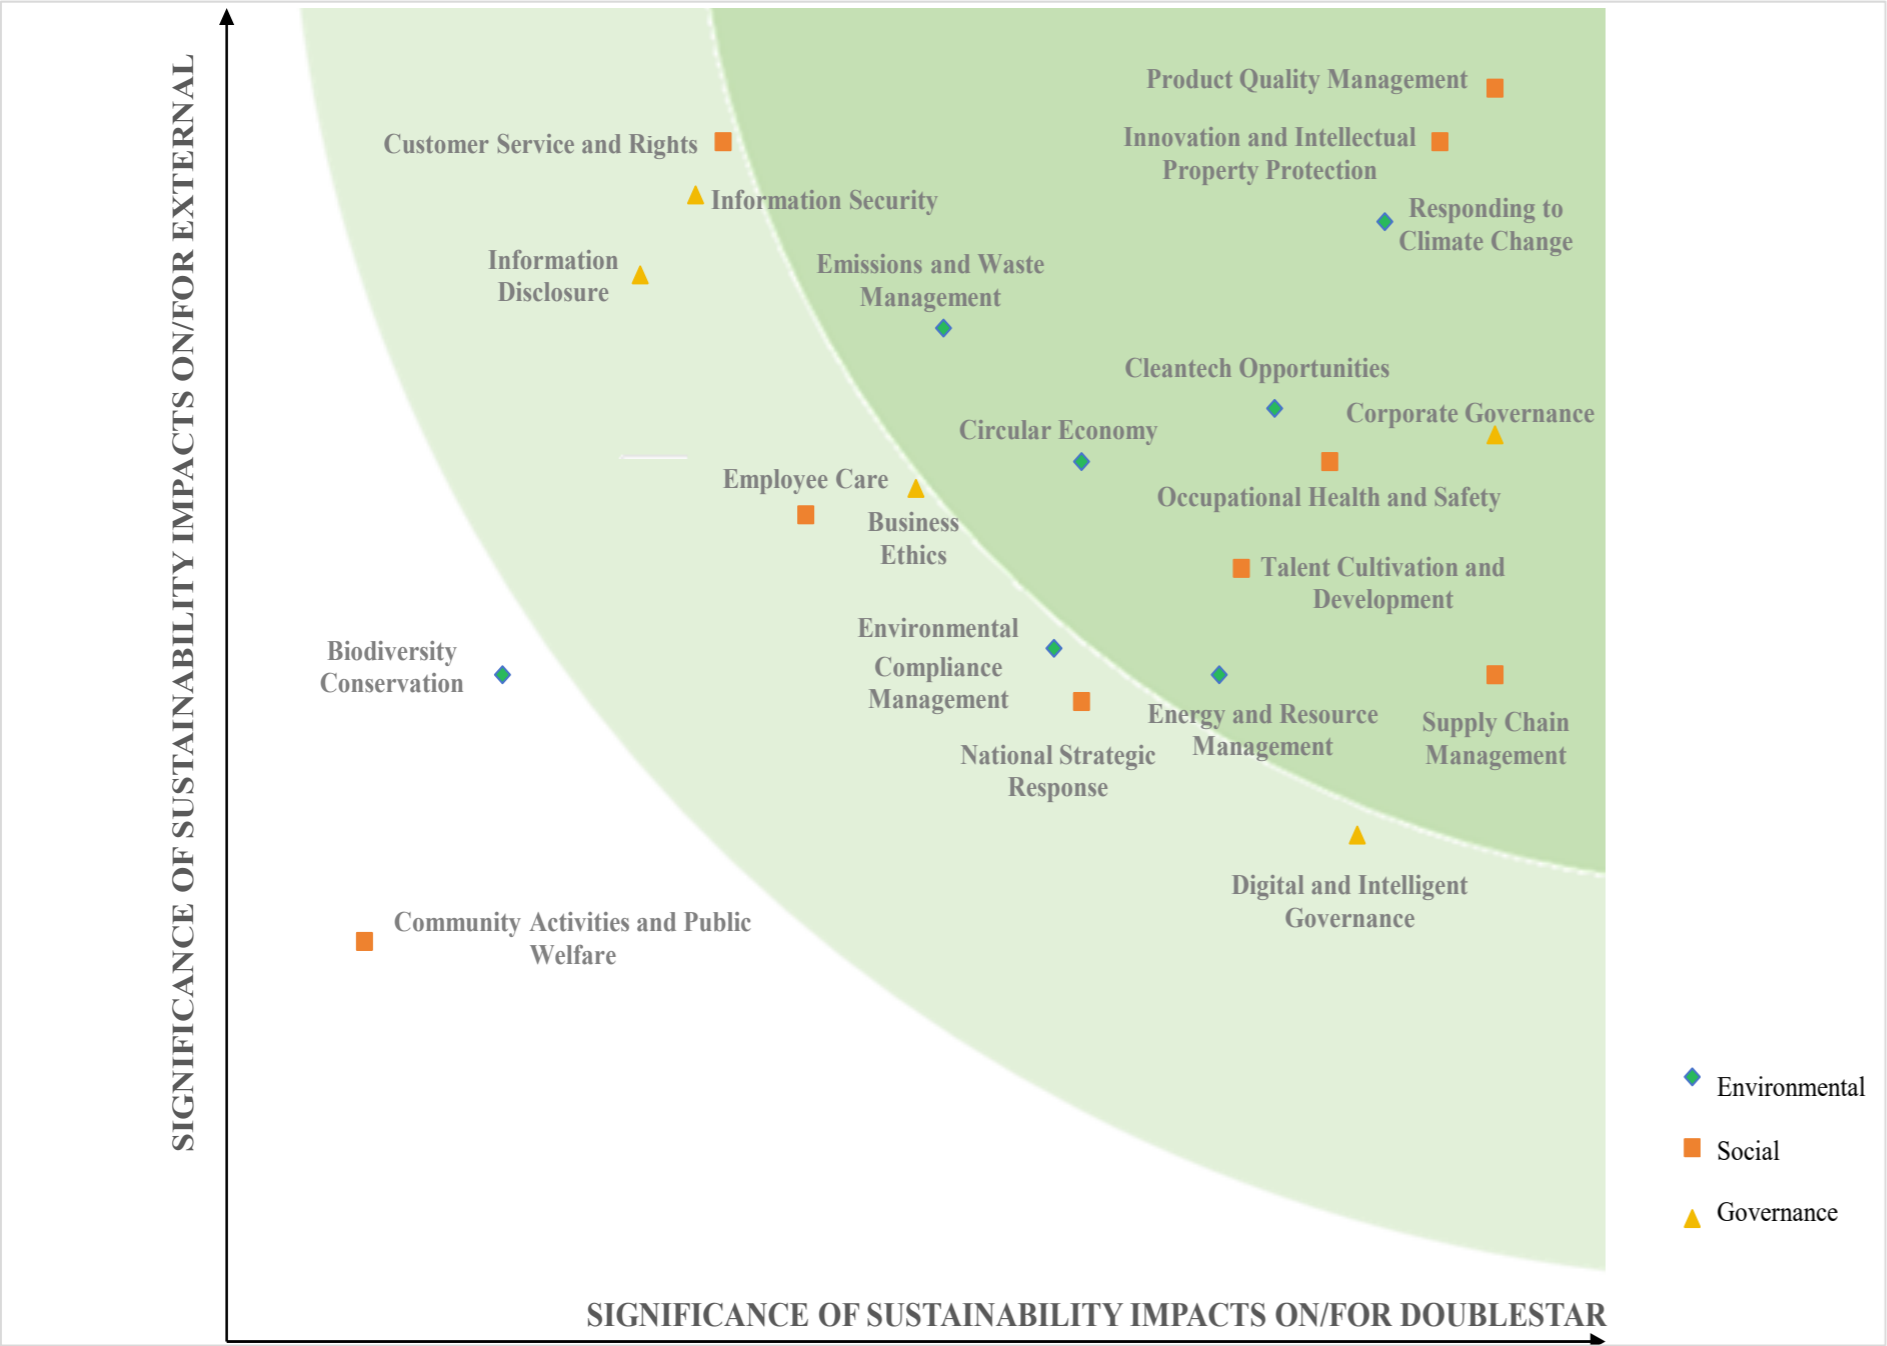 SIGNIFICANCE OF SUSTAINABILITY IMPACTS ON/FOR EXTERNAL
Product Quality Management
Customer Service and Rights
Innovation and Intellectual
Property Protection
Information Security
Responding to
Climate Change
Information
Disclosure
Emissions and Waste
Management
Cleantech Opportunities
Corporate Governance
Circular Economy
Employee Care
Occupational Health and Safety
Business
Ethics
Talent Cultivation and
Development
Environmental
Compliance
Management
Biodiversity
Conservation
Energy and Resource
Management
Supply Chain
Management
National Strategic
Response
Digital and Intelligent
Governance
Community Activities and Public
Welfare
Environmental
Social
Governance
SIGNIFICANCE OF SUSTAINABILITY IMPACTS ON/FOR DOUBLESTAR